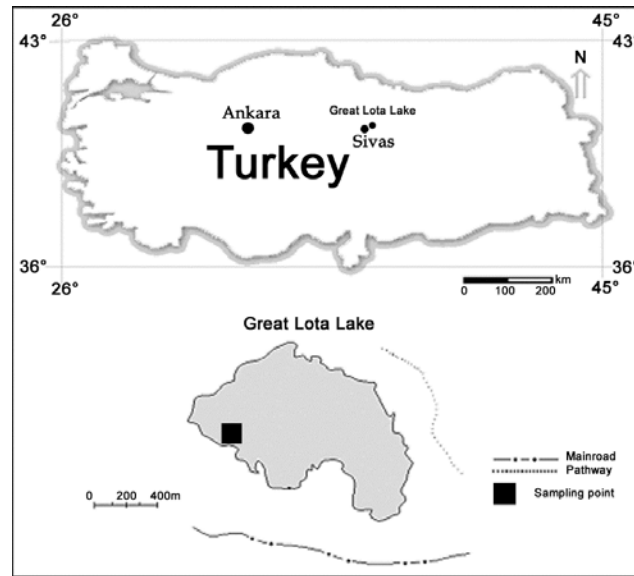 26°
45°
43°
43°
N
Ankara
Great Lota Lake
Sivas
Turkey
36°
36°
26°
45°
km
0 100 200
Great Lota Lake
Mainroad
Pathway
0 200 400m
Sampling point